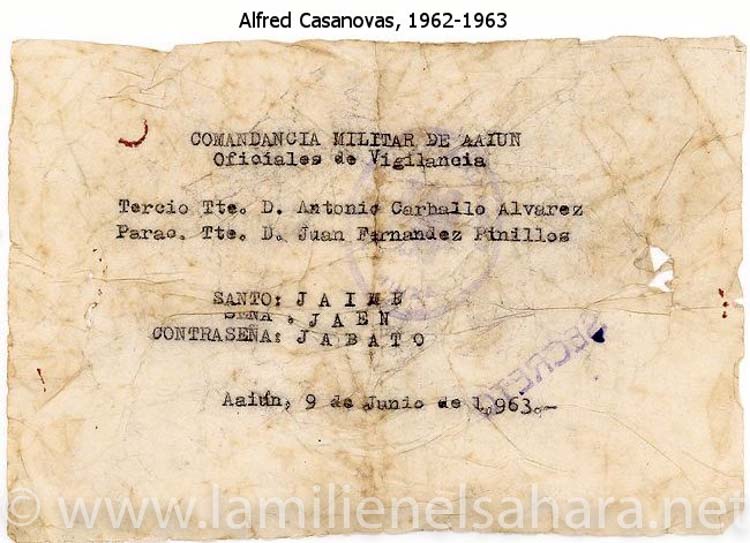 Alfred Casanovas, 1962-1963
COMANDANCIA MILITAR DE AAIUN
Oficiales de Vigilancia
Tercio Tte. D. Antonio Carballo Alvarez
Parac. Tte. D. Juan Fernandez Pinillos
SANTO: J A I M E
SEÑA : J A E N
CONTRASEÑA: J A B A T O
SECRETO
Aaiún, 9 de Junio de 1.963.-
© www.lamilienelsahara.net